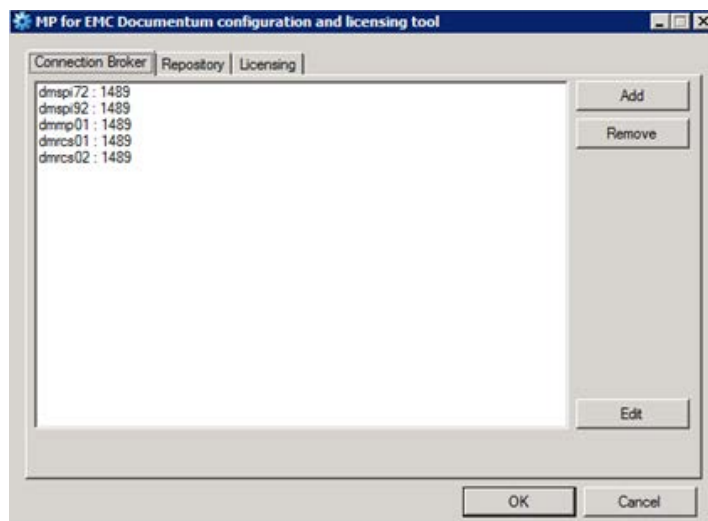 MP for EMC Documentum configuration and licensing tool
Connection Broker Repository Licensing
dmspi72 : 1489
dmspi92 : 1489
dmmp01 : 1489
dmrcs01 : 1489
dmrcs02 : 1489
Add
Remove
Edit
OK Cancel